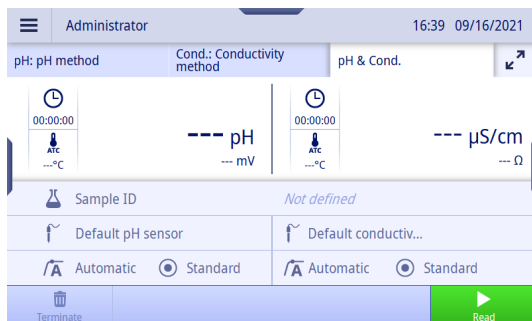 Administrator
16:39 09/16/2021
pH: pH method
Cond.: Conductivity
method
pH & Cond.
00:00:00
ATC
---°C
--- pH
--- mV
00:00:00
ATC
---°C
--- µS/cm
--- Ω
Sample ID
Not defined
Default pH sensor
Default conductiv...
A Automatic
Standard
A Automatic
Standard
Terminate
Read